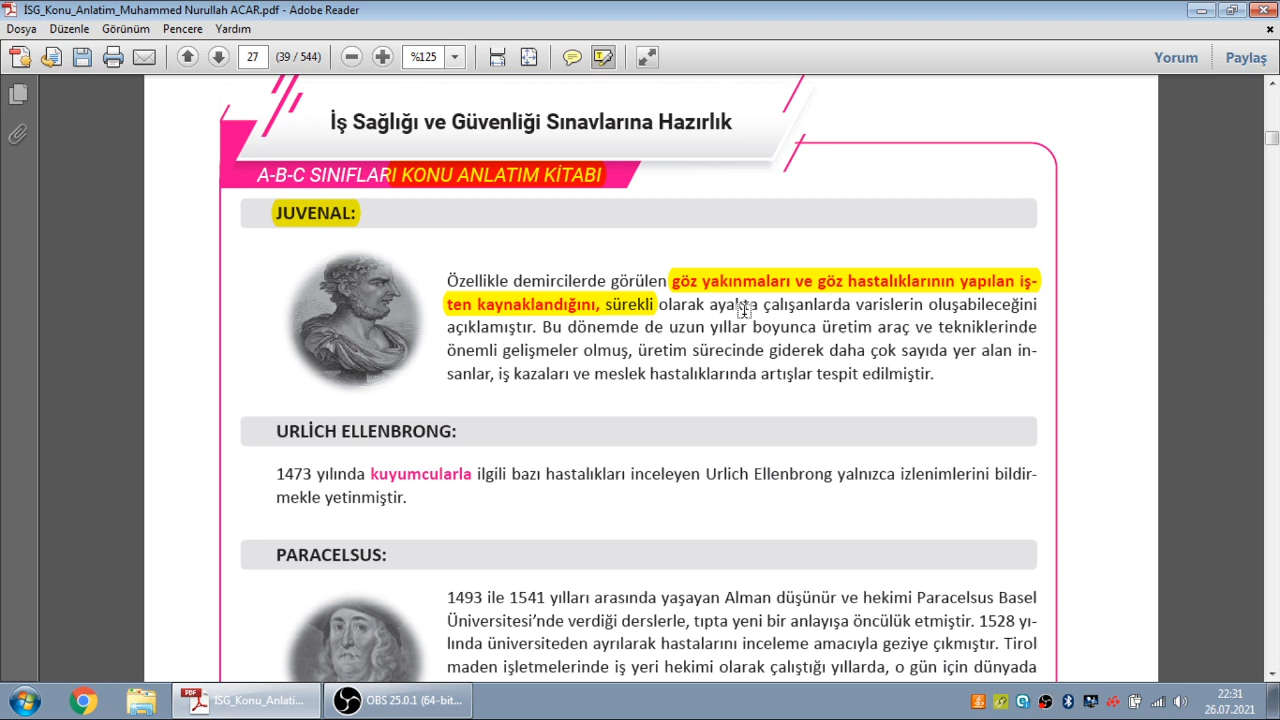 İSG_Konu_Anlatim_Muhammed Nurullah ACAR.pdf - Adobe Reader
Dosya Düzenle Görünüm Pencere Yardım
27 (39 / 544) %125 Yorum Paylaş
İş Sağlığı ve Güvenliği Sınavlarına Hazırlık
A-B-C SINIFLARI KONU ANLATIM KİTABI
JUVENAL:
Özellikle demircilerde görülen göz yakınmaları ve göz hastalıklarının yapılan iş-
ten kaynaklandığını, sürekli olarak ayakta çalışanlarda varislerin oluşabileceğini
açıklamıştır. Bu dönemde de uzun yıllar boyunca üretim araç ve tekniklerinde
önemli gelişmeler olmuş, üretim sürecinde giderek daha çok sayıda yer alan in-
sanlar, iş kazaları ve meslek hastalıklarında artışlar tespit edilmiştir.
URLİCH ELLENBRONG:
1473 yılında kuyumcularla ilgili bazı hastalıkları inceleyen Urlich Ellenbrong yalnızca izlenimlerini bildir-
mekle yetinmiştir.
PARACELSUS:
1493 ile 1541 yılları arasında yaşayan Alman düşünür ve hekimi Paracelsus Basel
Üniversitesi’nde verdiği derslerle, tıpta yeni bir anlayışa öncülük etmiştir. 1528 yı-
lında üniversiteden ayrılarak hastalarını inceleme amacıyla geziye çıkmıştır. Tirol
maden işletmelerinde iş yeri hekimi olarak çalıştığı yıllarda, o gün için dünyada
İSG_Konu_Anlati... OBS 25.0.1 (64-bit... 22:31
26.07.2021